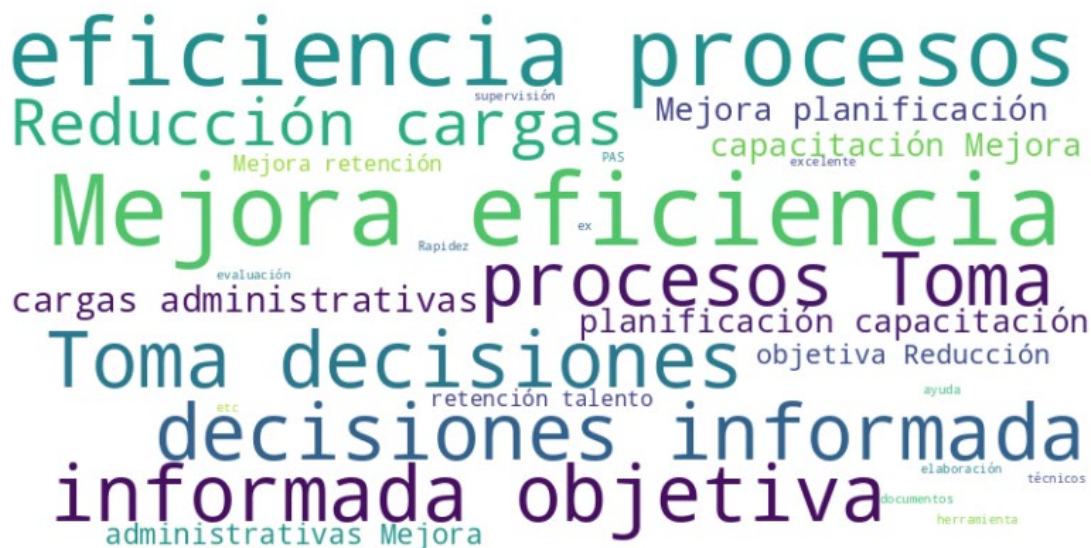 eficiencia procesos
supervisión
Reducción cargas
Mejora planificación
capacitación Mejora
Mejora retención
PAS
excelente
Mejora eficiencia
ex
Rapidez
evaluación
procesos Toma
cargas administrativas
planificación capacitación
Toma decisiones
objetiva Reducción
retención talento
ayuda
etc
decisiones informada
informada objetiva
elaboración
técnicos
documentos
herramienta
administrativas Mejora